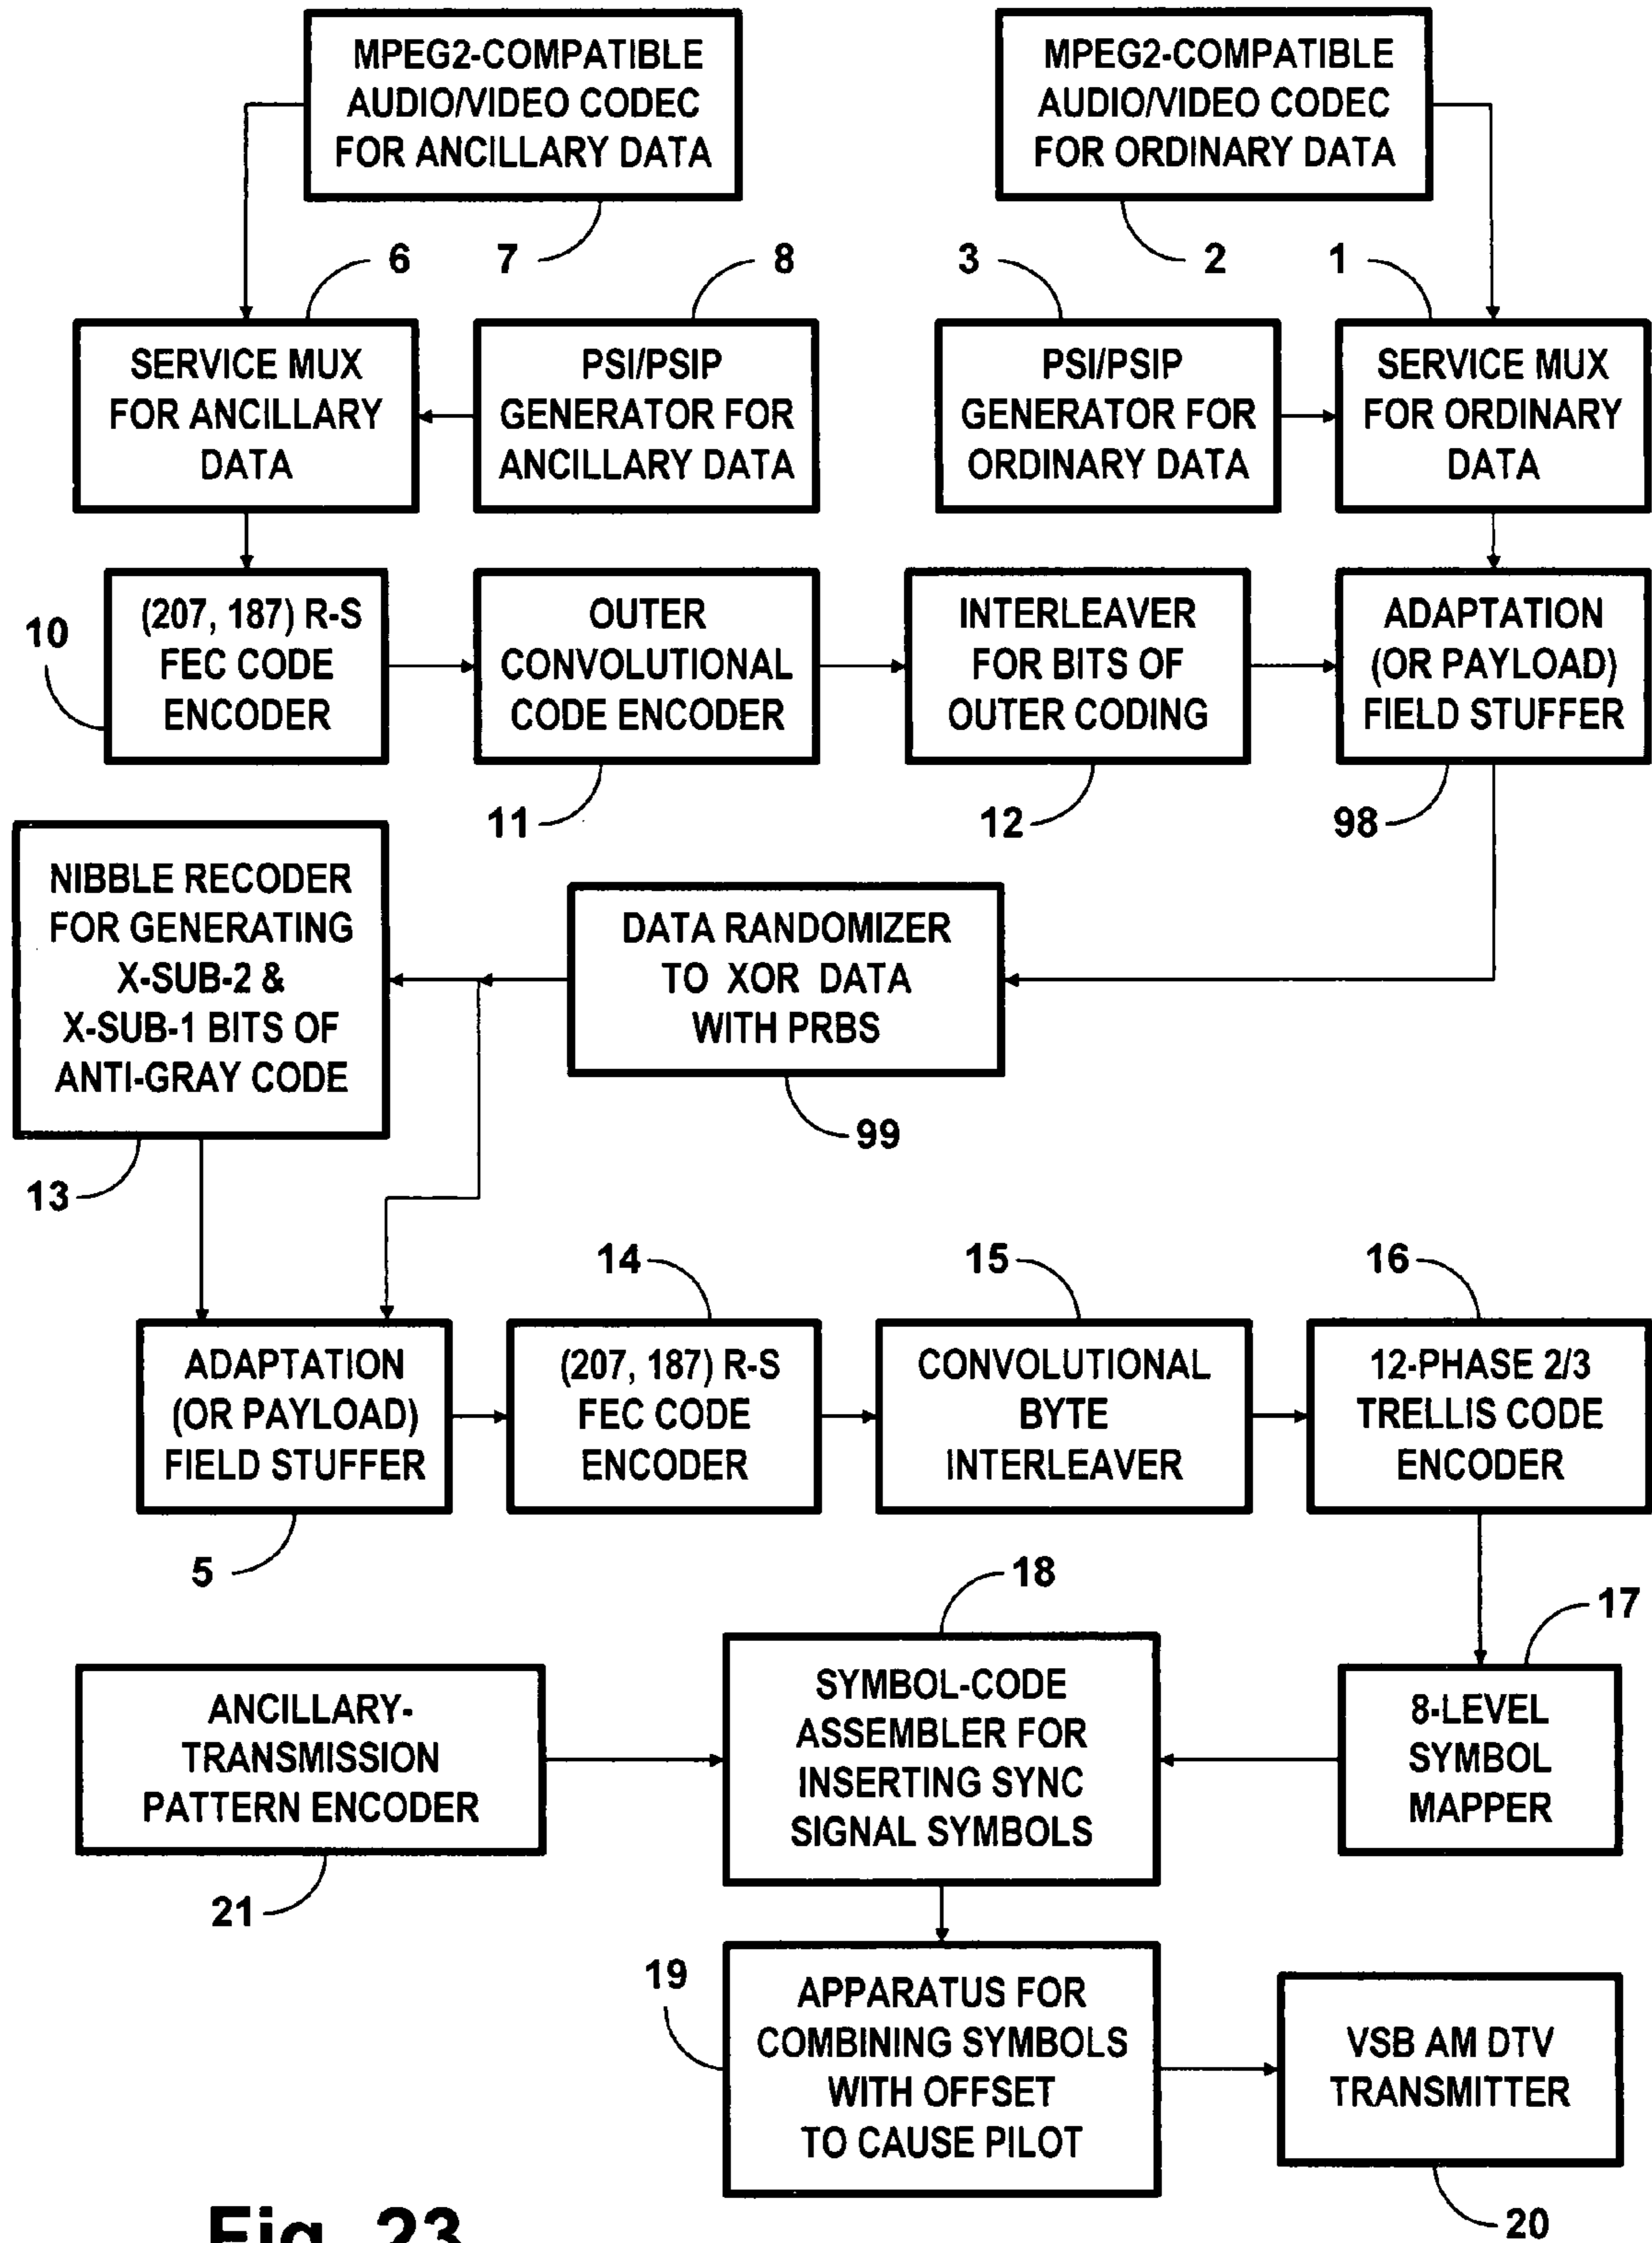 MPEG2-COMPATIBLE
AUDIO/VIDEO CODEC
FOR ANCILLARY DATA
MPEG2-COMPATIBLE
AUDIO/VIDEO CODEC
FOR ORDINARY DATA
6
7
8
3
2
1
SERVICE MUX
FOR ANCILLARY
DATA
PSI/PSIP
GENERATOR FOR
ANCILLARY DATA
PSI/PSIP
GENERATOR FOR
ORDINARY DATA
SERVICE MUX
FOR ORDINARY
DATA
10
(207, 187) R-S
FEC CODE
ENCODER
OUTER
CONVOLUTIONAL
CODE ENCODER
INTERLEAVER
FOR BITS OF
OUTER CODING
ADAPTATION
(OR PAYLOAD)
FIELD STUFFER
11
12
98
NIBBLE RECODER
FOR GENERATING
X-SUB-2 &
X-SUB-1 BITS OF
ANTI-GRAY CODE
DATA RANDOMIZER
TO XOR DATA
WITH PRBS
99
13
14
15
16
ADAPTATION
(OR PAYLOAD)
FIELD STUFFER
(207, 187) R-S
FEC CODE
ENCODER
CONVOLUTIONAL
BYTE
INTERLEAVER
12-PHASE 2/3
TRELLIS CODE
ENCODER
5
18
17
ANCILLARY-
TRANSMISSION
PATTERN ENCODER
SYMBOL-CODE
ASSEMBLER FOR
INSERTING SYNC
SIGNAL SYMBOLS
8-LEVEL
SYMBOL
MAPPER
21
19
APPARATUS FOR
COMBINING SYMBOLS
WITH OFFSET
TO CAUSE PILOT
VSB AM DTV
TRANSMITTER
20
Fig. 23